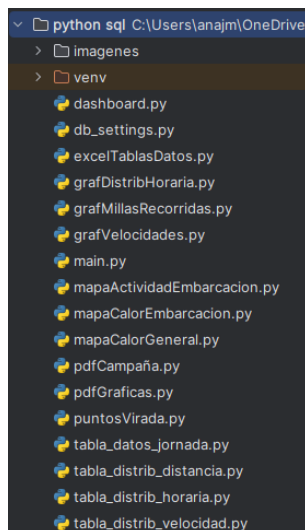 python sql C:\Users\anajm\OneDrive
imagenes
venv
dashboard.py
db_settings.py
excelTablasDatos.py
grafDistribHoraria.py
grafMillasRecorridas.py
grafVelocidades.py
main.py
mapaActividadEmbarcacion.py
mapaCalorEmbarcacion.py
mapaCalorGeneral.py
pdfCampaña.py
pdfGraficas.py
puntosVirada.py
tabla_datos_jornada.py
tabla_distrib_distancia.py
tabla_distrib_horaria.py
tabla_distrib_velocidad.py